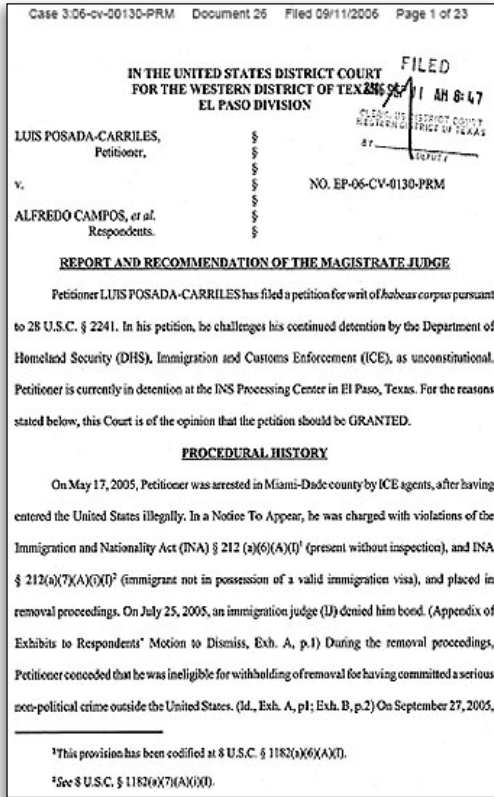 Case 3:06-cv-00130-PRM Document 26 Filed 09/11/2006 Page 1 of 23
FILED
IN THE UNITED STATES DISTRICT COURT
FOR THE WESTERN DISTRICT OF TEXAS
EL PASO DIVISION
11 AM 8:47
CLERK US DISTRICT COURT
WESTERN DISTRICT OF TEXAS
BY
DEPUTY
LUIS POSADA-CARRILES, §
Petitioner, §
§
v. § NO. EP-06-CV-0130-PRM
§
ALFREDO CAMPOS, et al. §
Respondents. §
REPORT AND RECOMMENDATION OF THE MAGISTRATE JUDGE
Petitioner LUIS POSADA-CARRILES has filed a petition for writ of habeas corpus pursuant
to 28 U.S.C. § 2241. In his petition, he challenges his continued detention by the Department of
Homeland Security (DHS), Immigration and Customs Enforcement (ICE), as unconstitutional.
Petitioner is currently in detention at the INS Processing Center in El Paso, Texas. For the reasons
stated below, this Court is of the opinion that the petition should be GRANTED.
PROCEDURAL HISTORY
On May 17, 2005, Petitioner was arrested in Miami-Dade county by ICE agents, after having
entered the United States illegally. In a Notice To Appear, he was charged with violations of the
Immigration and Nationality Act (INA) § 212 (a)(6)(A)(I)¹ (present without inspection), and INA
§ 212(a)(7)(A)(i)(I)² (immigrant not in possession of a valid immigration visa), and placed in
removal proceedings. On July 25, 2005, an immigration judge (IJ) denied him bond. (Appendix of
Exhibits to Respondents' Motion to Dismiss, Exh. A, p.1) During the removal proceedings,
Petitioner conceded that he was ineligible for withholding of removal for having committed a serious
non-political crime outside the United States. (Id., Exh. A, p1; Exh. B, p.2) On September 27, 2005,
¹This provision has been codified at 8 U.S.C. § 1182(a)(6)(A)(I).
²See 8 U.S.C. § 1182(a)(7)(A)(i)(I).